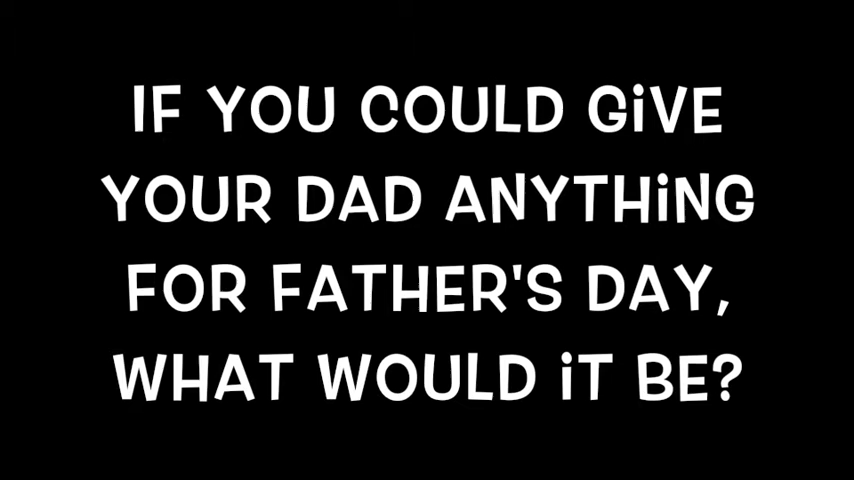 IF YOU COULD GiVE
YOUR DAD ANYTHiNG
FOR FATHER'S DAY,
WHAT WOULD iT BE?